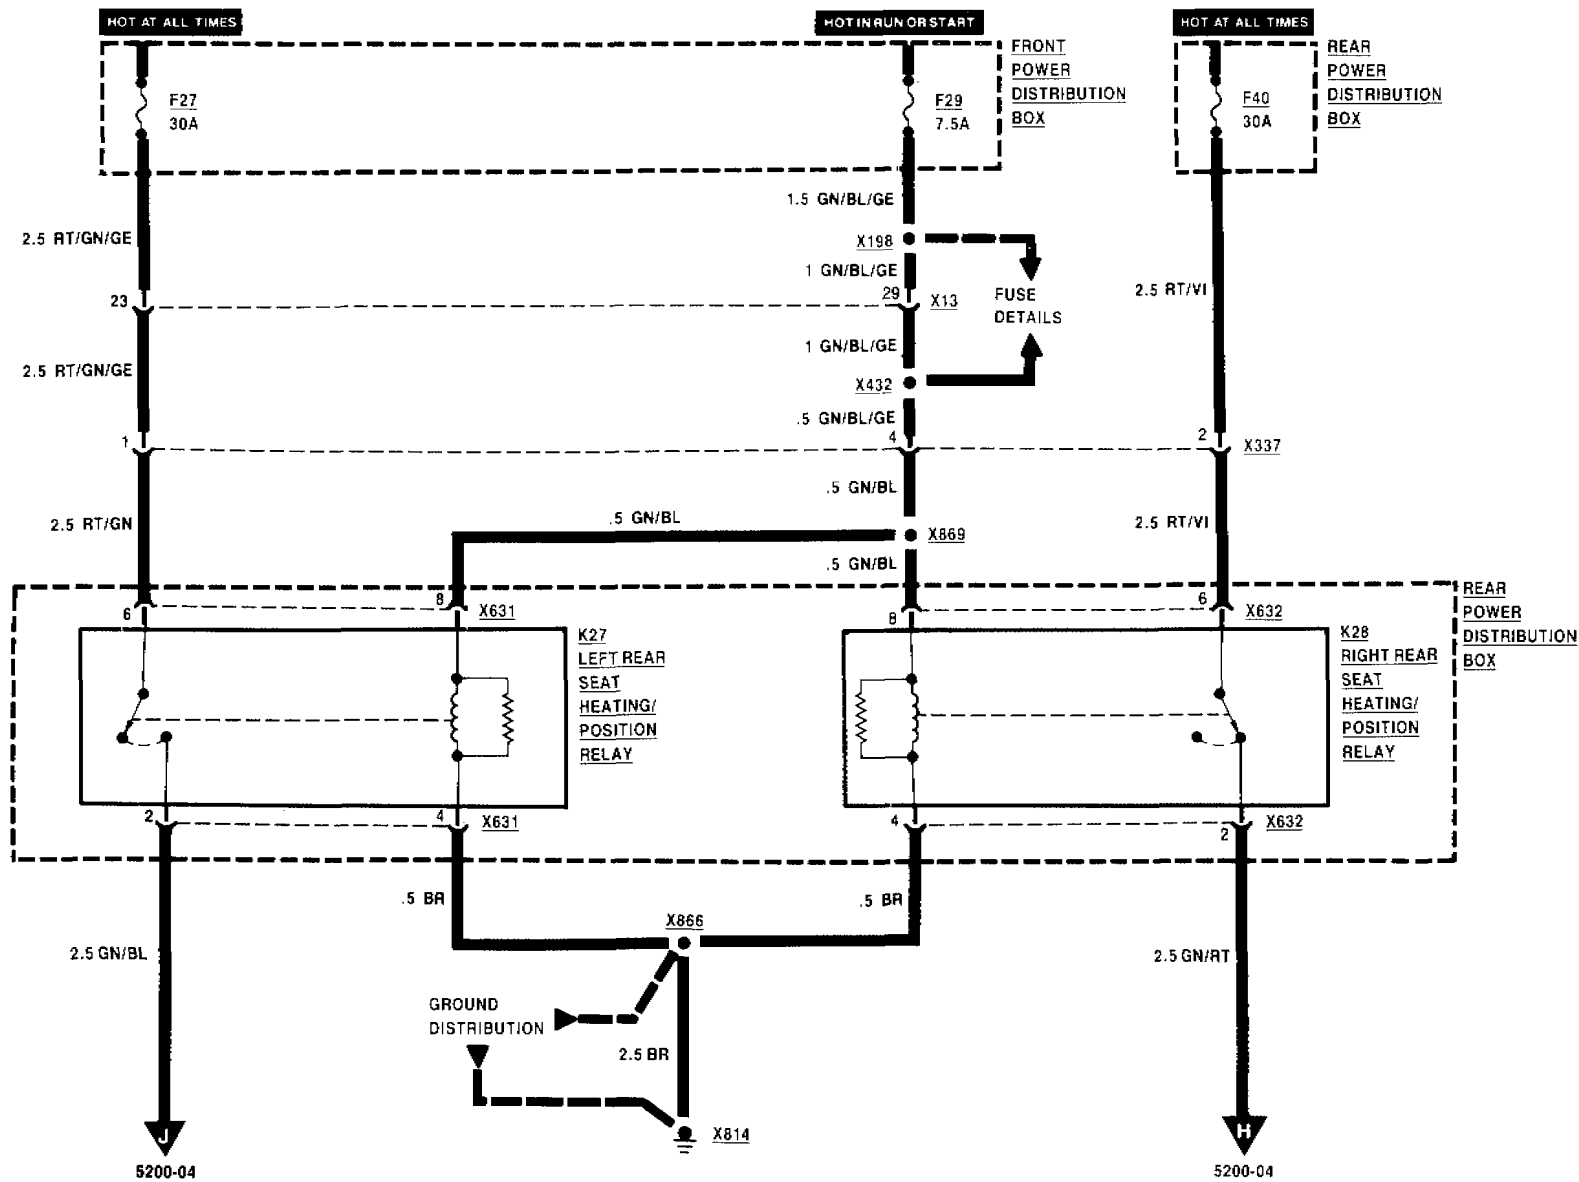 HOT AT ALL TIMES
HOT IN RUN OR START
HOT AT ALL TIMES
F27
30A
F29
7.5A
FRONT
POWER
DISTRIBUTION
BOX
F40
30A
REAR
POWER
DISTRIBUTION
BOX
1.5 GN/BL/GE
2.5 RT/GN/GE
X198
1 GN/BL/GE
FUSE
DETAILS
2.5 RT/VI
23
29
X13
2.5 RT/GN/GE
1 GN/BL/GE
X432
.5 GN/BL/GE
1
4
2
X337
.5 GN/BL
2.5 RT/GN
.5 GN/BL
X869
2.5 RT/VI
.5 GN/BL
6
8
X631
8
6
X632
REAR
POWER
DISTRIBUTION
BOX
K27
LEFT REAR
SEAT
HEATING/
POSITION
RELAY
K28
RIGHT REAR
SEAT
HEATING/
POSITION
RELAY
2
4
X631
4
2
X632
.5 BR
.5 BR
X866
2.5 GN/BL
2.5 GN/RT
GROUND
DISTRIBUTION
2.5 BR
X814
J
5200-04
H
5200-04